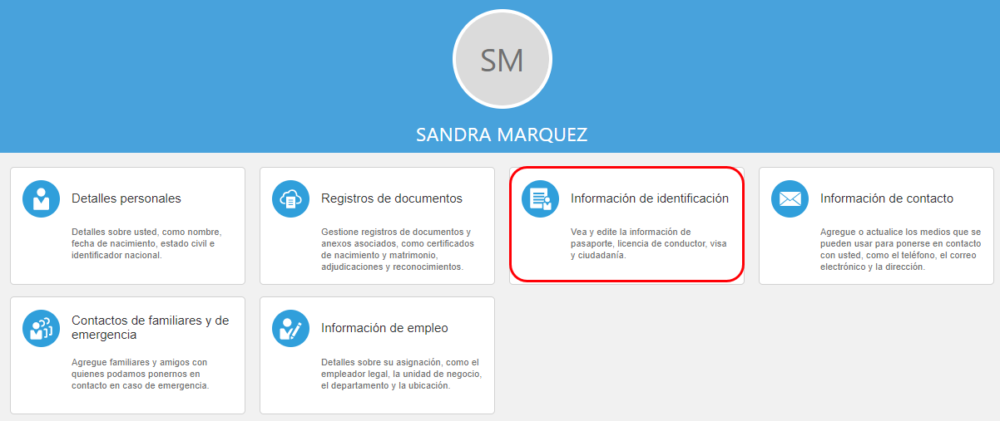 SM
SANDRA MARQUEZ
Detalles personales
Detalles sobre usted, como nombre,
fecha de nacimiento, estado civil e
identificador nacional.
Registros de documentos
Gestione registros de documentos y
anexos asociados, como certificados
de nacimiento y matrimonio,
adjudicaciones y reconocimientos.
Información de identificación
Vea y edite la información de
pasaporte, licencia de conductor, visa
y ciudadanía.
Información de contacto
Agregue o actualice los medios que se
pueden usar para ponerse en contacto
con usted, como el teléfono, el correo
electrónico y la dirección.
Contactos de familiares y de
emergencia
Agregue familiares y amigos con
quienes podamos ponernos en
contacto en caso de emergencia.
Información de empleo
Detalles sobre su asignación, como el
empleador legal, la unidad de negocio,
el departamento y la ubicación.